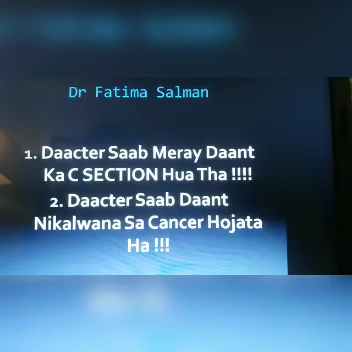 Dr Fatima Salman
1. Daacter Saab Meray Daant
Ka C SECTION Hua Tha !!!!
2. Daacter Saab Daant
Nikalwana Sa Cancer Hojata
Ha !!!